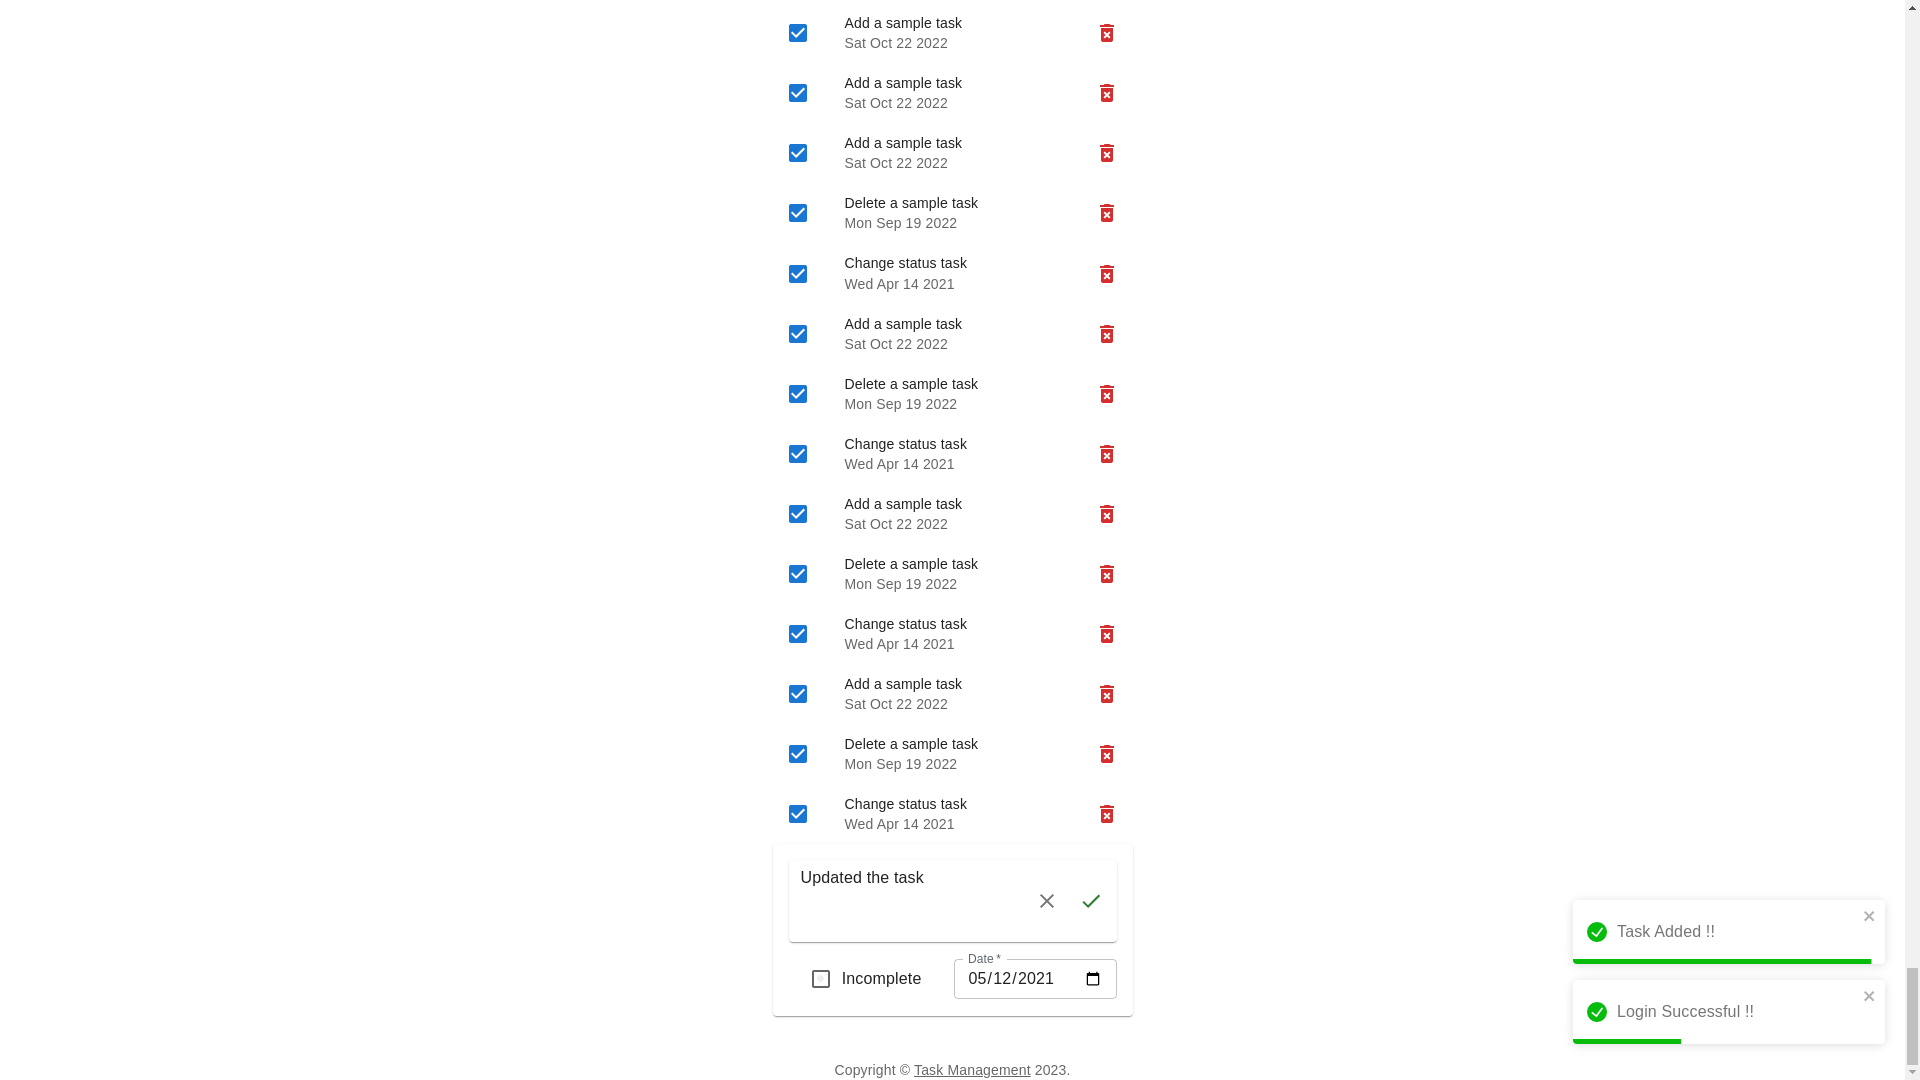 Add a sample task
Sat Oct 22 2022
Add a sample task
Sat Oct 22 2022
Add a sample task
Sat Oct 22 2022
Delete a sample task
Mon Sep 19 2022
Change status task
Wed Apr 14 2021
Add a sample task
Sat Oct 22 2022
Delete a sample task
Mon Sep 19 2022
Change status task
Wed Apr 14 2021
Add a sample task
Sat Oct 22 2022
Delete a sample task
Mon Sep 19 2022
Change status task
Wed Apr 14 2021
Add a sample task
Sat Oct 22 2022
Delete a sample task
Mon Sep 19 2022
Change status task
Wed Apr 14 2021
Updated the task
Incomplete
Date *
05/12/2021
Task Added !!
Login Successful !!
Copyright © Task Management 2023.